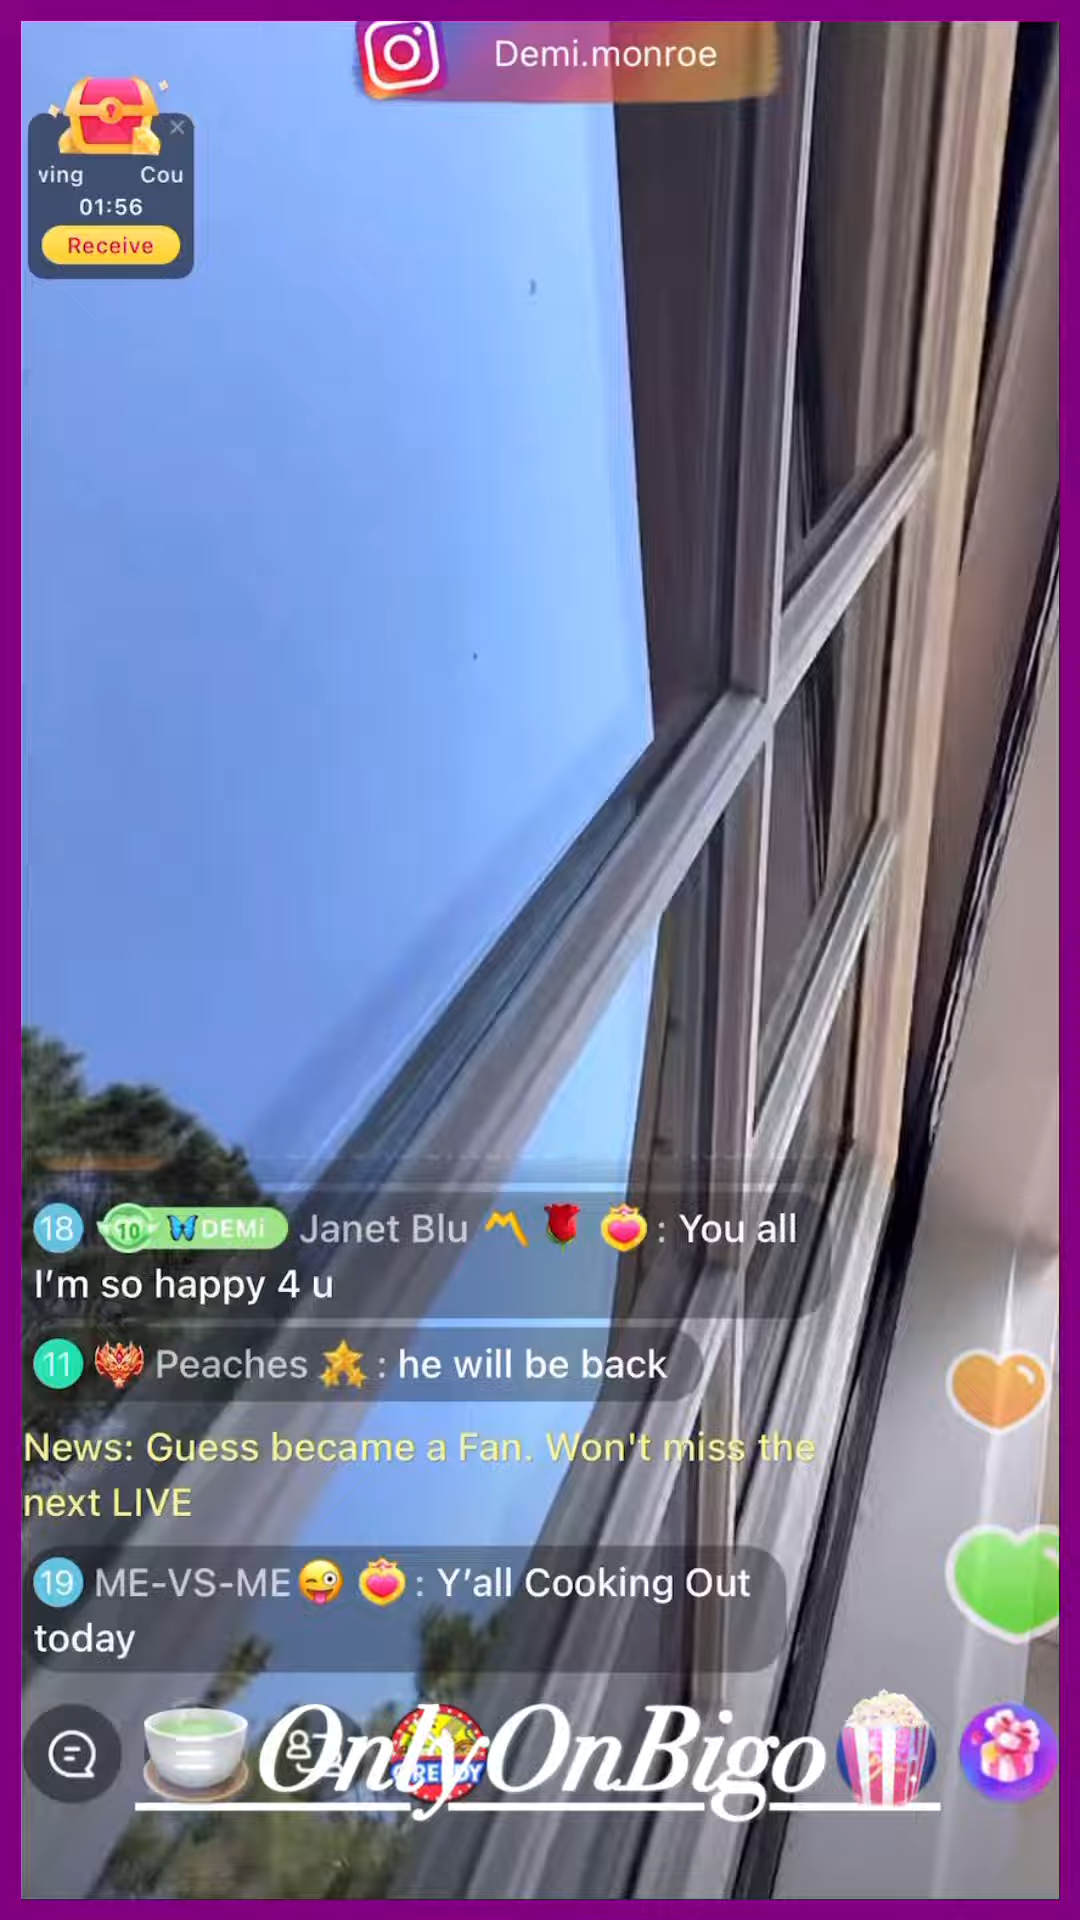 Demi.monroe
ving Cou
01:56
Receive
18 10 DEMi Janet Blu : You all
I'm so happy 4 u
11 Peaches : he will be back
News: Guess became a Fan. Won't miss the
next LIVE
19 ME-VS-ME : Y'all Cooking Out
today
GREEDY
OnlyOnBigo